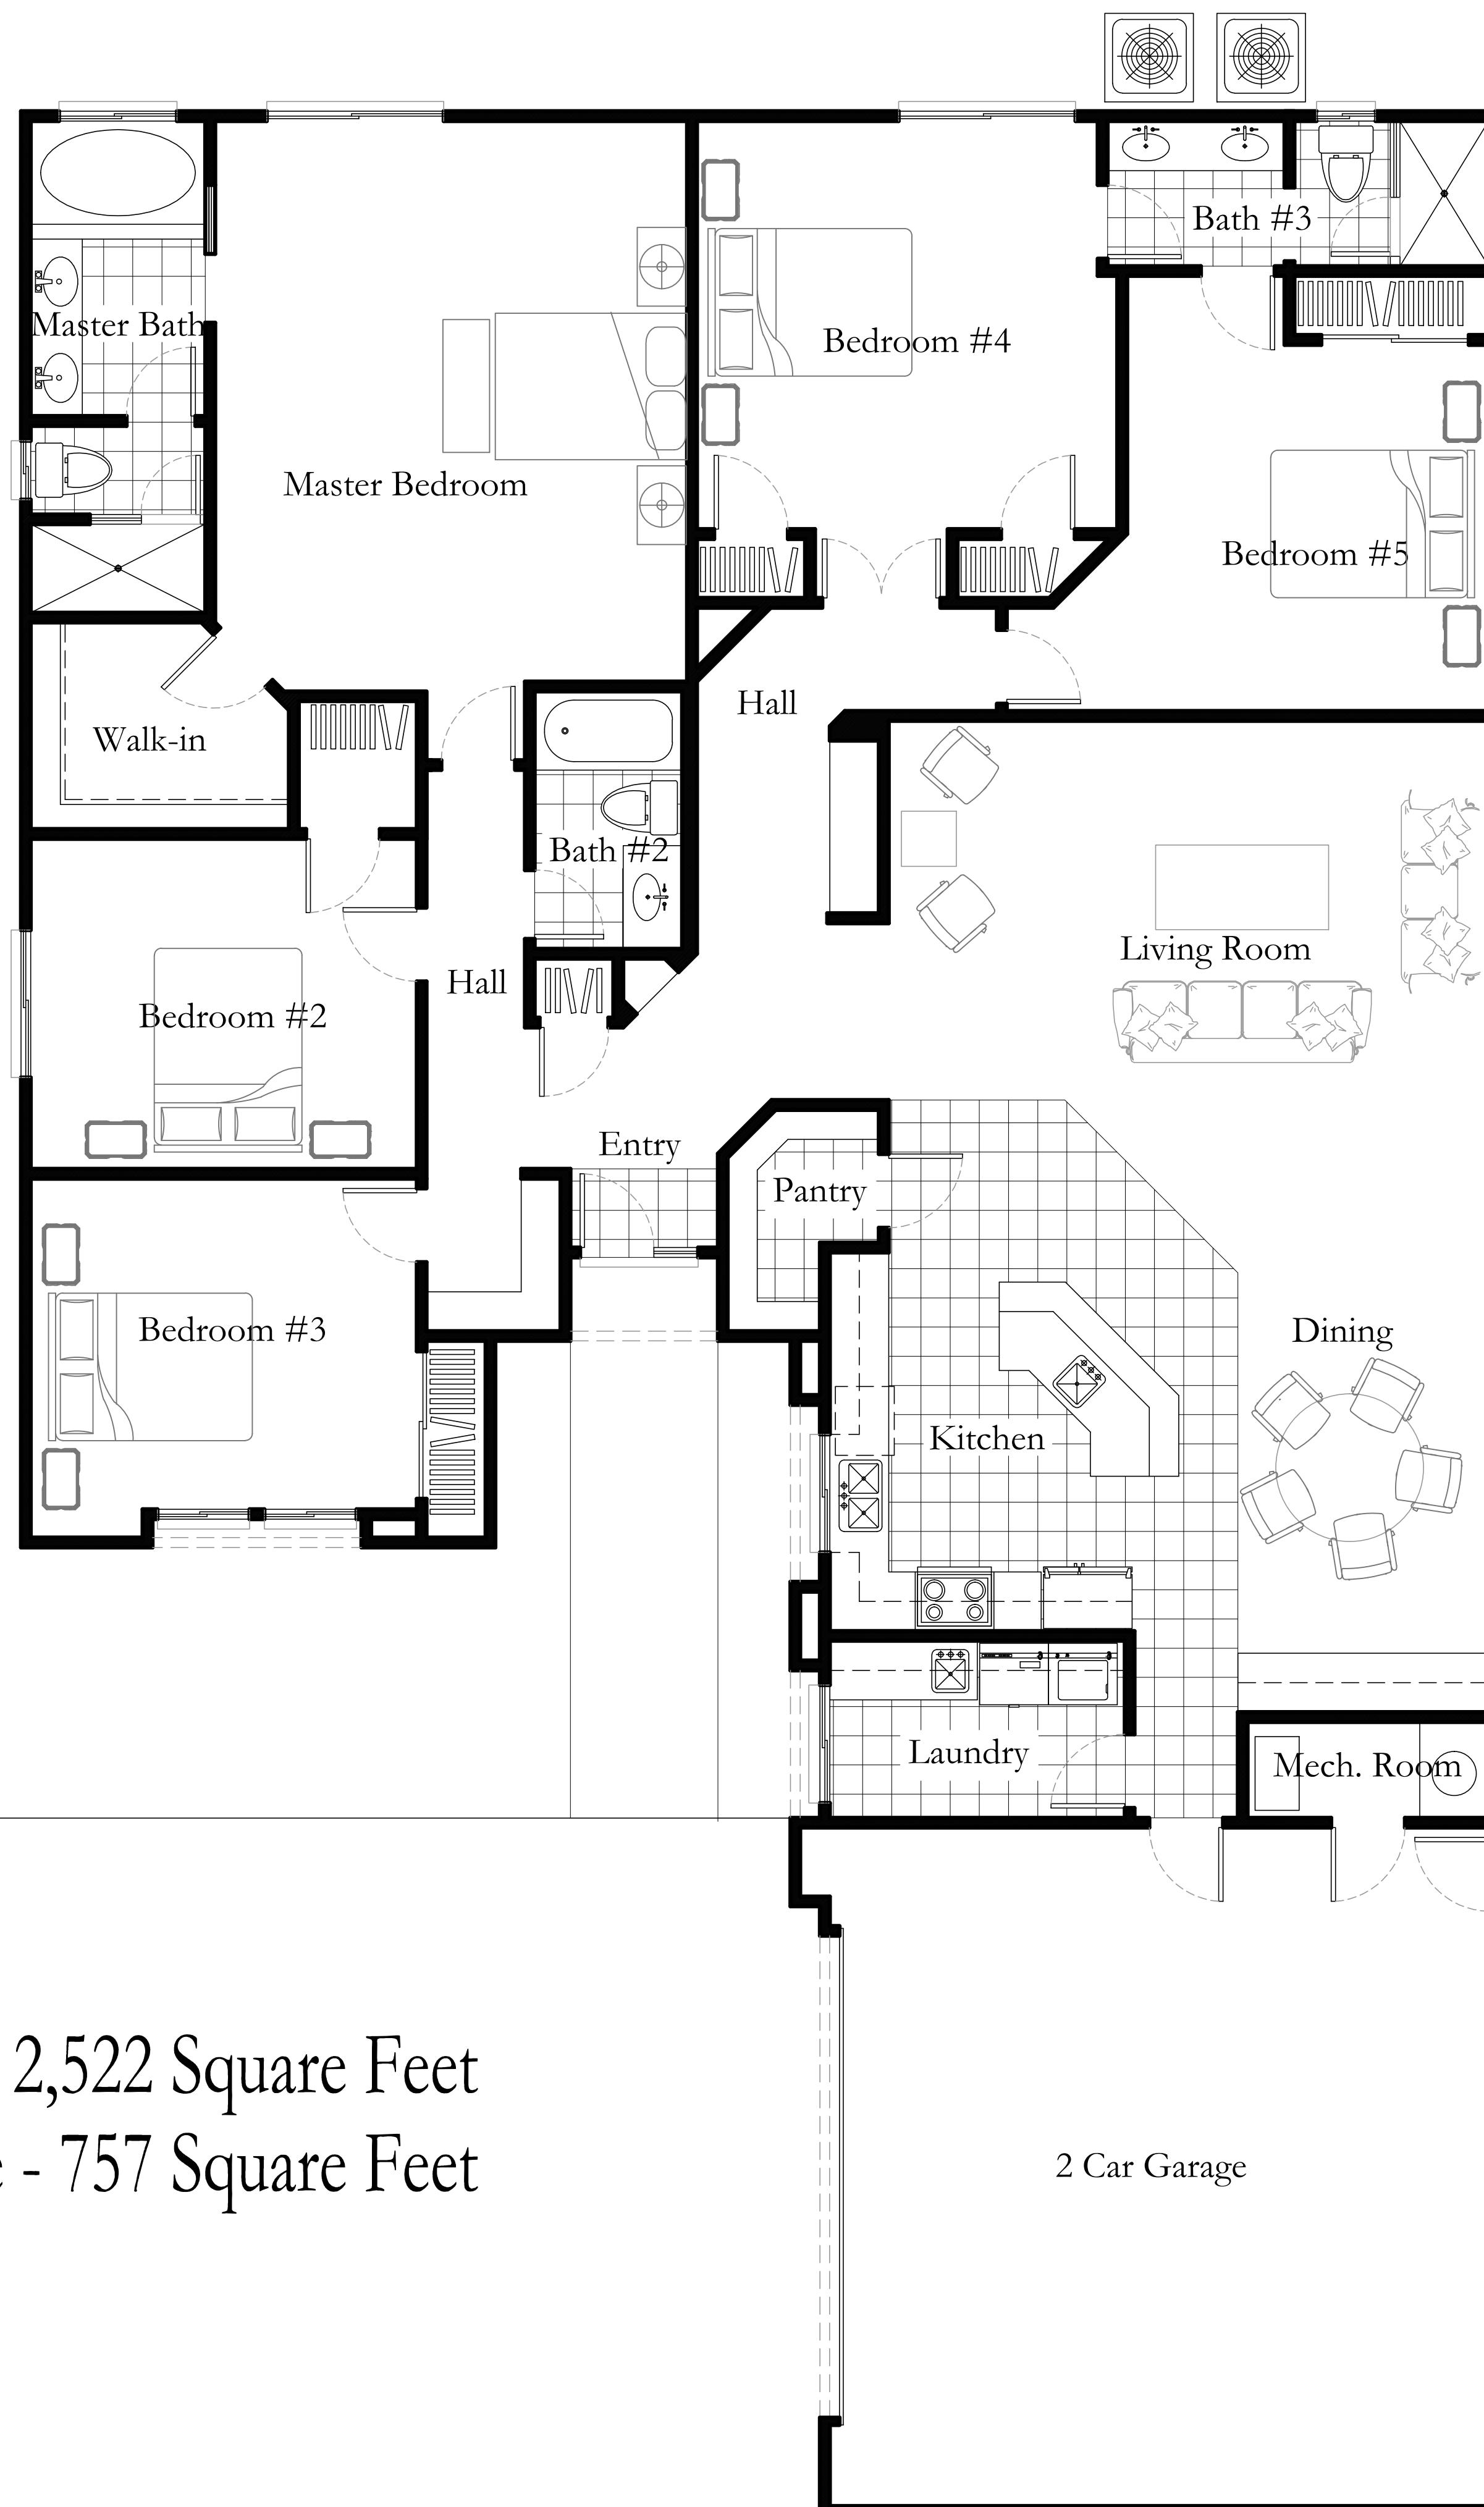 Bath #3
Master Bath
Bedroom #4
Master Bedroom
Bedroom #5
Hall
Walk-in
Bath #2
Living Room
Hall
Bedroom #2
Entry
Pantry
Bedroom #3
Dining
Kitchen
Laundry
Mech. Room
2,522 Square Feet
- 757 Square Feet
2 Car Garage